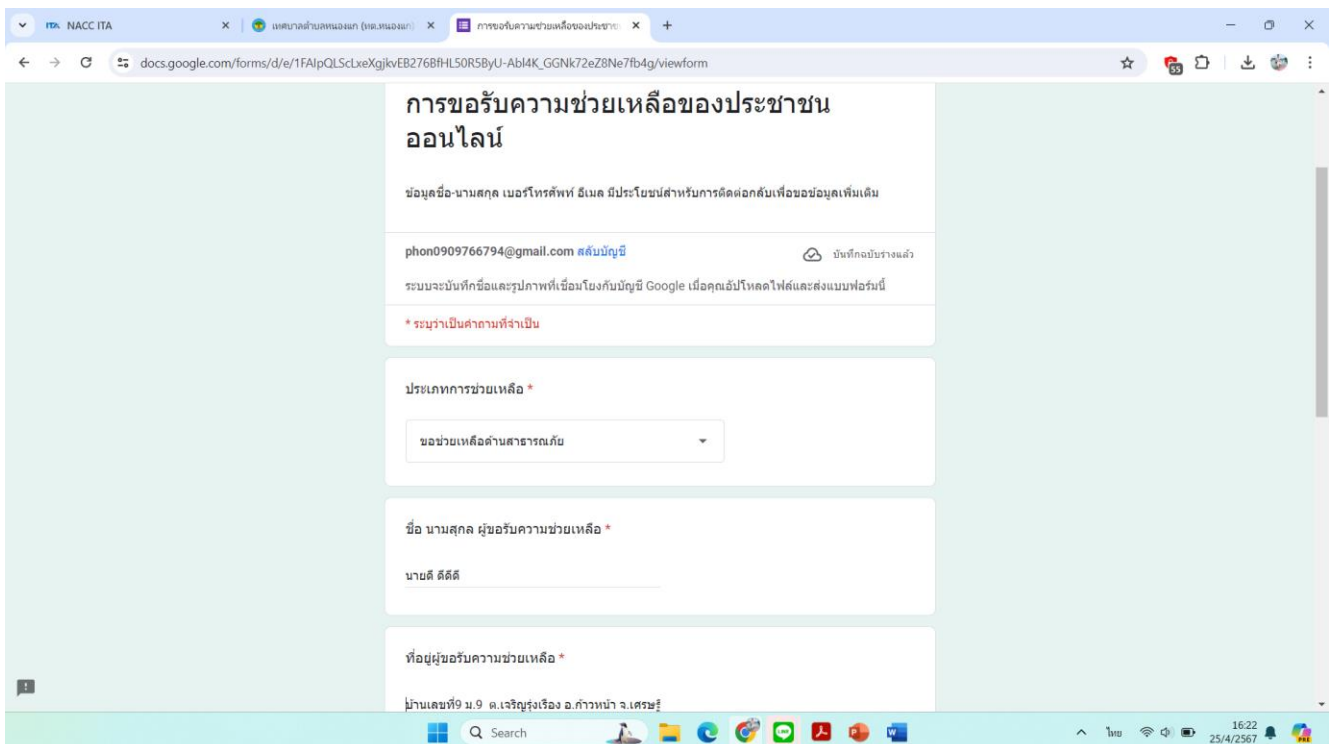 NACC ITA
เทศบาลตำบลหนองแก (ทต.หนองแก)
การขอรับความช่วยเหลือของประชาช
docs.google.com/forms/d/e/1FAIpQLScLxeXgjkvEB276BfHL50R5ByU-Abl4K_GGNk72eZ8Ne7fb4g/viewform
55
การขอรับความช่วยเหลือของประชาชน
ออนไลน์
ข้อมูลชื่อ-นามสกุล เบอร์โทรศัพท์ อีเมล มีประโยชน์สำหรับการติดต่อกลับเพื่อขอข้อมูลเพิ่มเติม
phon0909766794@gmail.com สลับบัญชี
บันทึกฉบับร่างแล้ว
ระบบจะบันทึกชื่อและรูปภาพที่เชื่อมโยงกับบัญชี Google เมื่อคุณอัปโหลดไฟล์และส่งแบบฟอร์มนี้
* ระบุว่าเป็นคำถามที่จำเป็น
ประเภทการช่วยเหลือ *
ขอช่วยเหลือด้านสาธารณภัย
ชื่อ นามสุกล ผู้ขอรับความช่วยเหลือ *
นายดี ดีดีดี
ที่อยู่ผู้ขอรับความช่วยเหลือ *
บ้านเลขที่9 ม.9 ต.เจริญรุ่งเรือง อ.ก้าวหน้า จ.เศรษฐี
Search
ไทย
16:22
25/4/2567